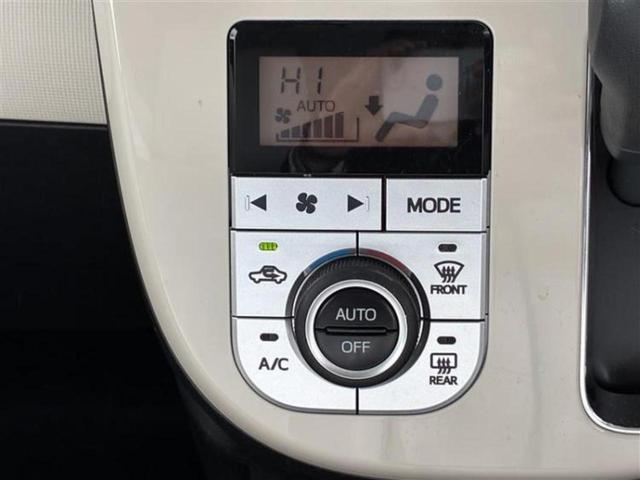 HI
AUTO
MODE
FRONT
AUTO
OFF
A/C
REAR